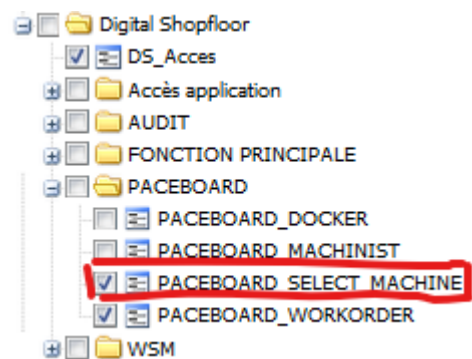 Digital Shopfloor
DS_Acces
Accès application
AUDIT
FONCTION PRINCIPALE
PACEBOARD
PACEBOARD_DOCKER
PACEBOARD_MACHINIST
PACEBOARD_SELECT_MACHINE
PACEBOARD_WORKORDER
WSM